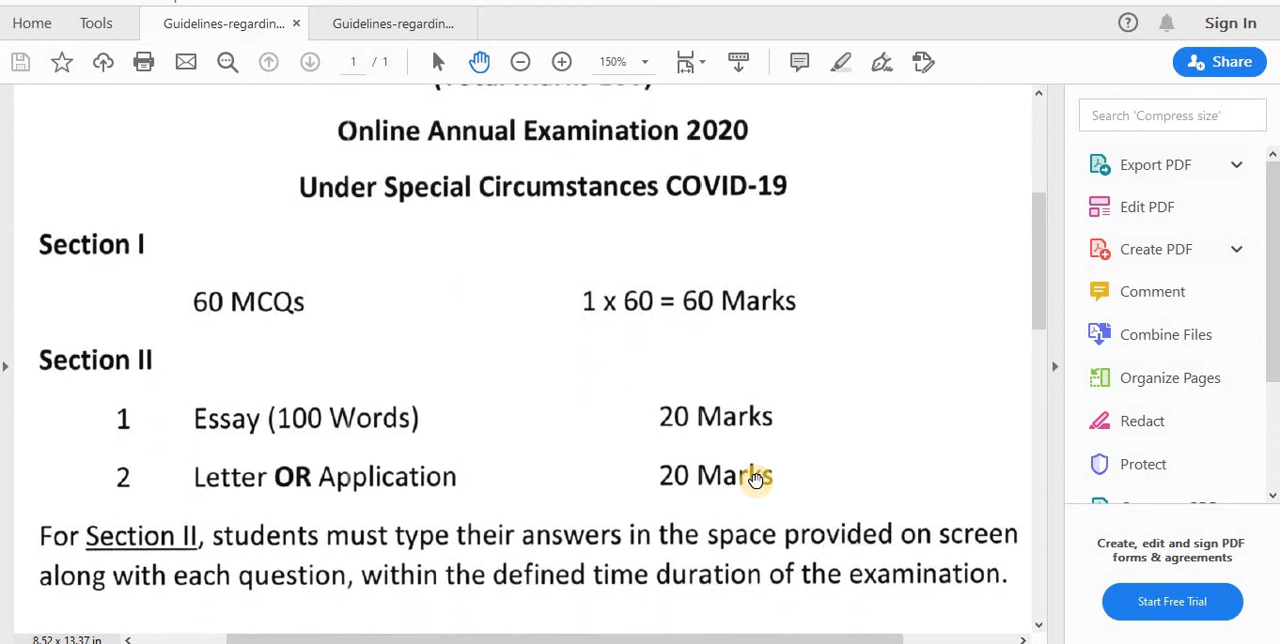 Home Tools Guidelines-regardin... × Guidelines-regardin... Sign In
1 / 1 150% Share
Online Annual Examination 2020
Under Special Circumstances COVID-19
Section I
60 MCQs 1 x 60 = 60 Marks
Section II
1 Essay (100 Words) 20 Marks
2 Letter OR Application 20 Marks
For Section II, students must type their answers in the space provided on screen
along with each question, within the defined time duration of the examination.
8.52 x 13.37 in
Search 'Compress size'
Export PDF
Edit PDF
Create PDF
Comment
Combine Files
Organize Pages
Redact
Protect
Create, edit and sign PDF
forms & agreements
Start Free Trial